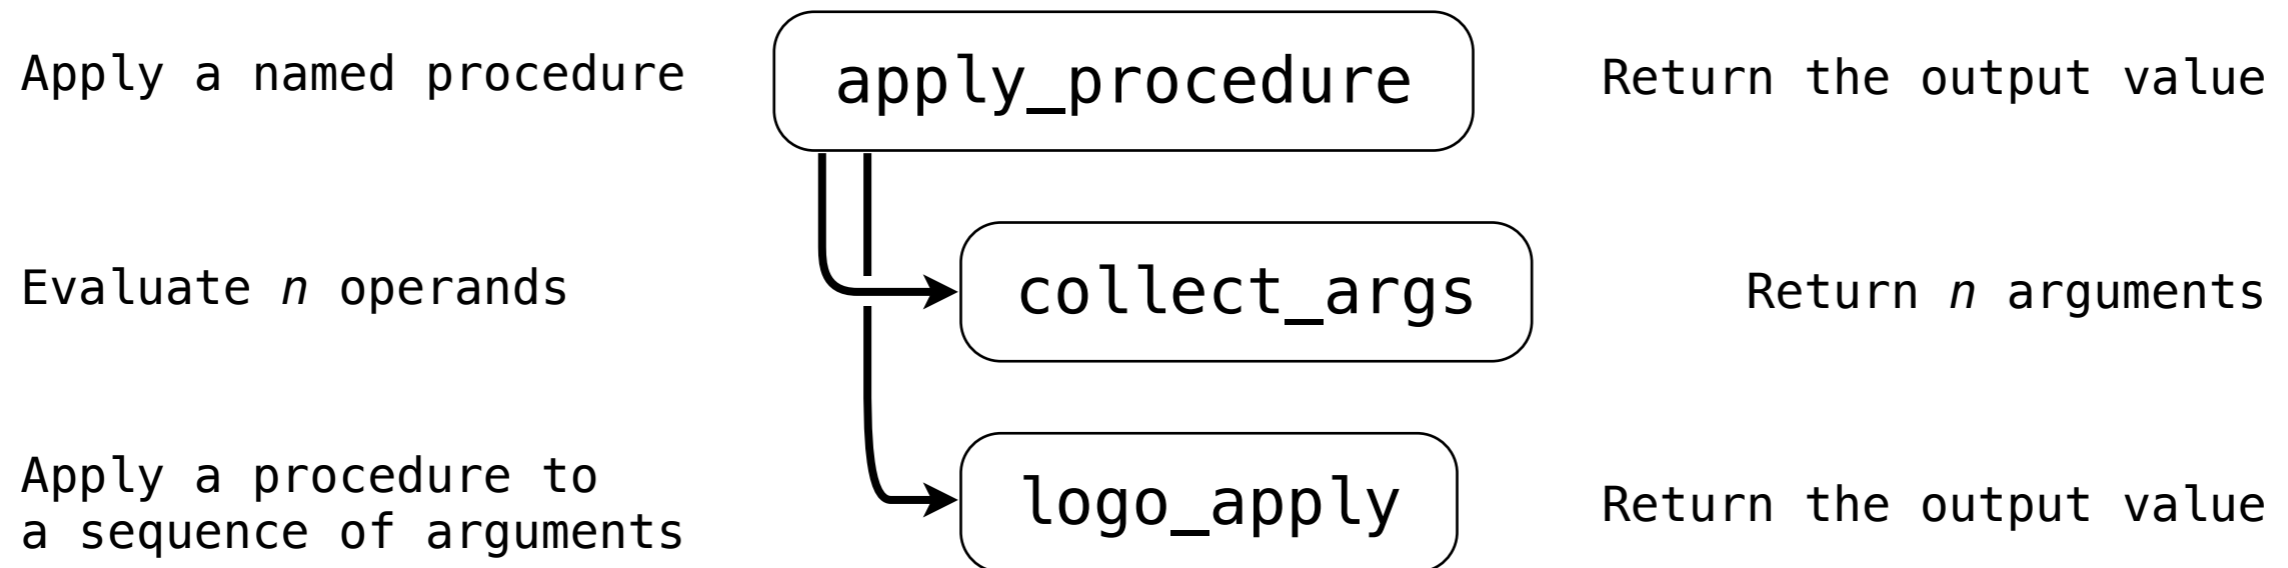 Apply a named procedure
apply_procedure
Return the output value
Evaluate n operands
collect_args
Return n arguments
Apply a procedure to
a sequence of arguments
logo_apply
Return the output value